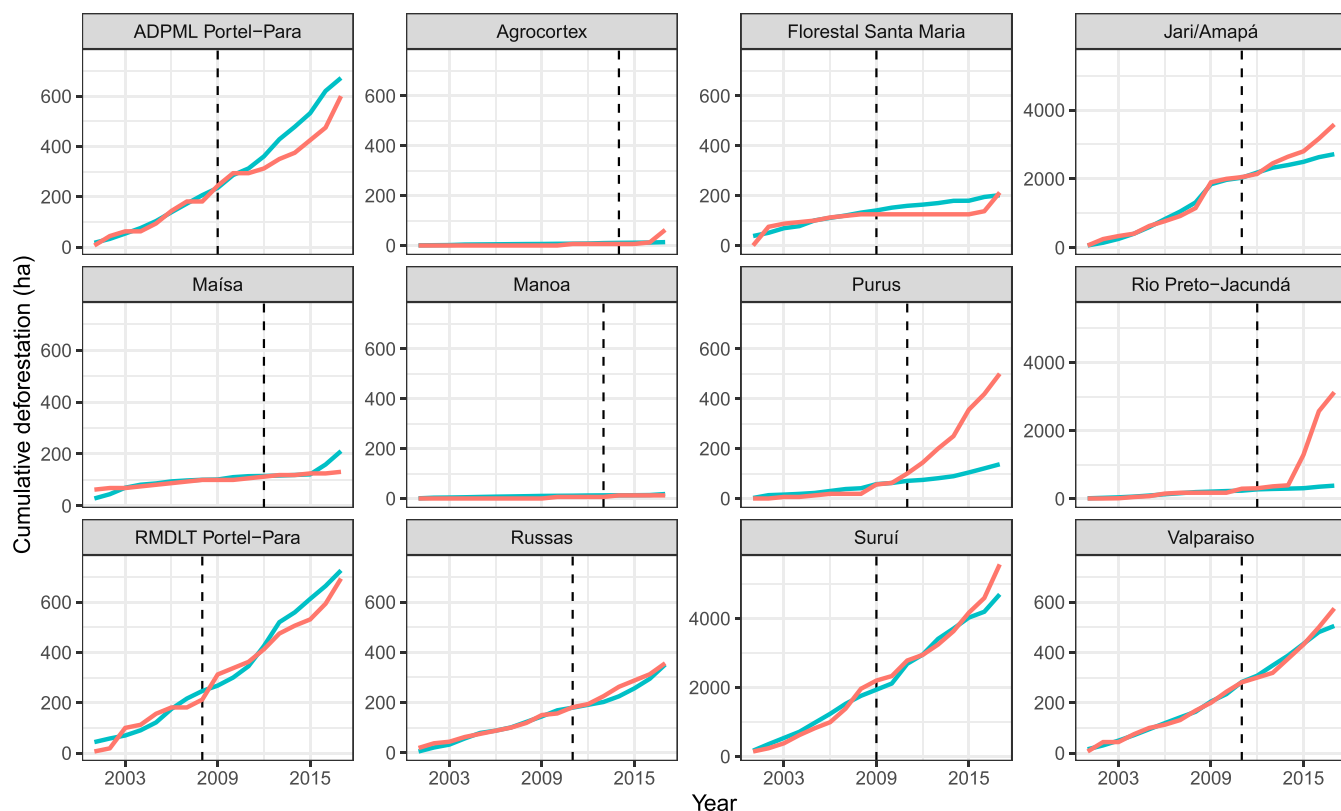 ADPML Portel−Para Agrocortex Florestal Santa Maria Jari/Amapá
600 600 600 4000
400 400 400
200 200 200 2000
0 0 0 0
Maísa Manoa Purus Rio Preto−Jacundá
600 600 600 4000
400 400 400
200 200 200 2000
0 0 0 0
Cumulative deforestation (ha)
RMDLT Portel−Para Russas Suruí Valparaiso
600 600 4000 600
400 400 400
200 200 2000 200
0 0 0 0
2003 2009 2015 2003 2009 2015 2003 2009 2015 2003 2009 2015
Year